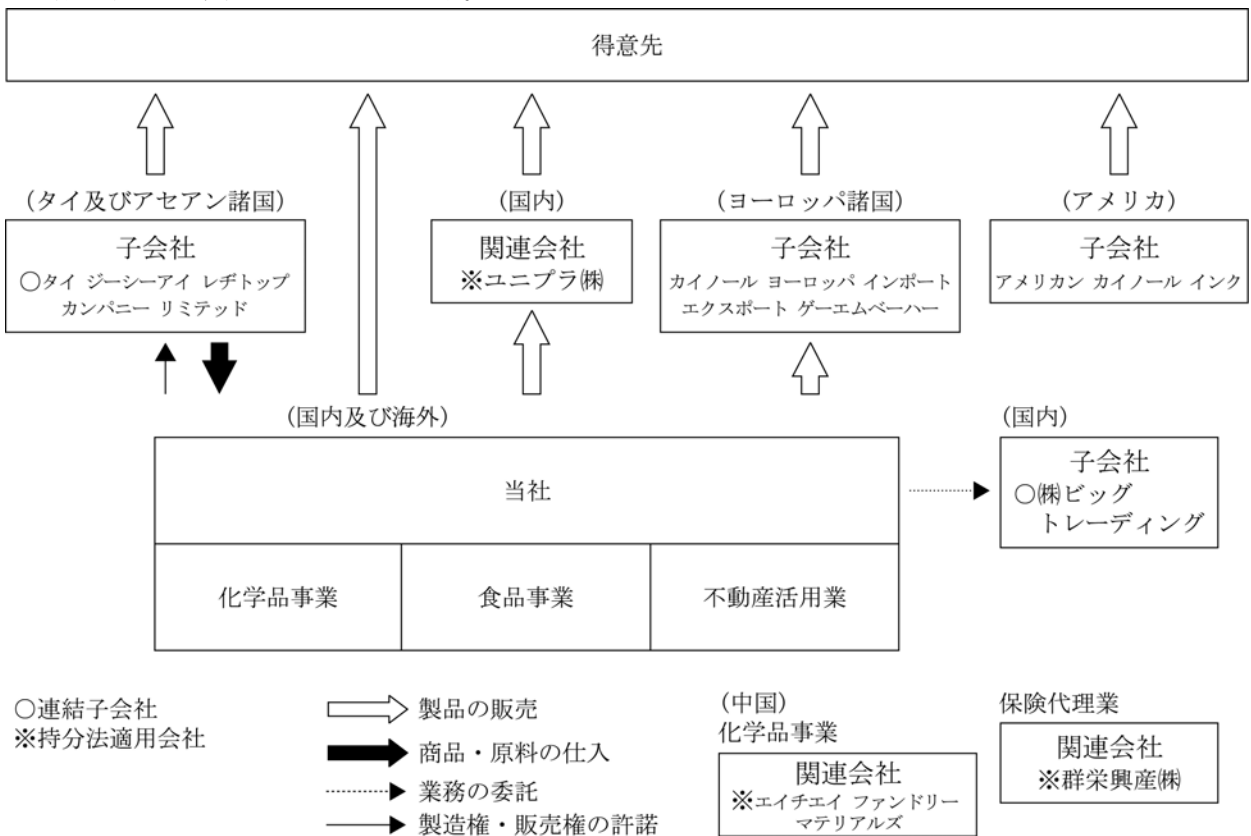 得意先
(タイ及びアセアン諸国)
子会社
○タイ ジーシーアイ レヂトップ
カンパニー リミテッド
(国内)
関連会社
※ユニプラ㈱
(ヨーロッパ諸国)
子会社
カイノール ヨーロッパ インポート
エクスポート ゲーエムベーハー
(アメリカ)
子会社
アメリカン カイノール インク
(国内及び海外)
当社
化学品事業
食品事業
不動産活用業
(国内)
子会社
○㈱ビッグ
トレーディング
○連結子会社
※持分法適用会社
製品の販売
商品・原料の仕入
業務の委託
製造権・販売権の許諾
(中国)
化学品事業
関連会社
※エイチエイ ファンドリー
マテリアルズ
保険代理業
関連会社
※群栄興産㈱